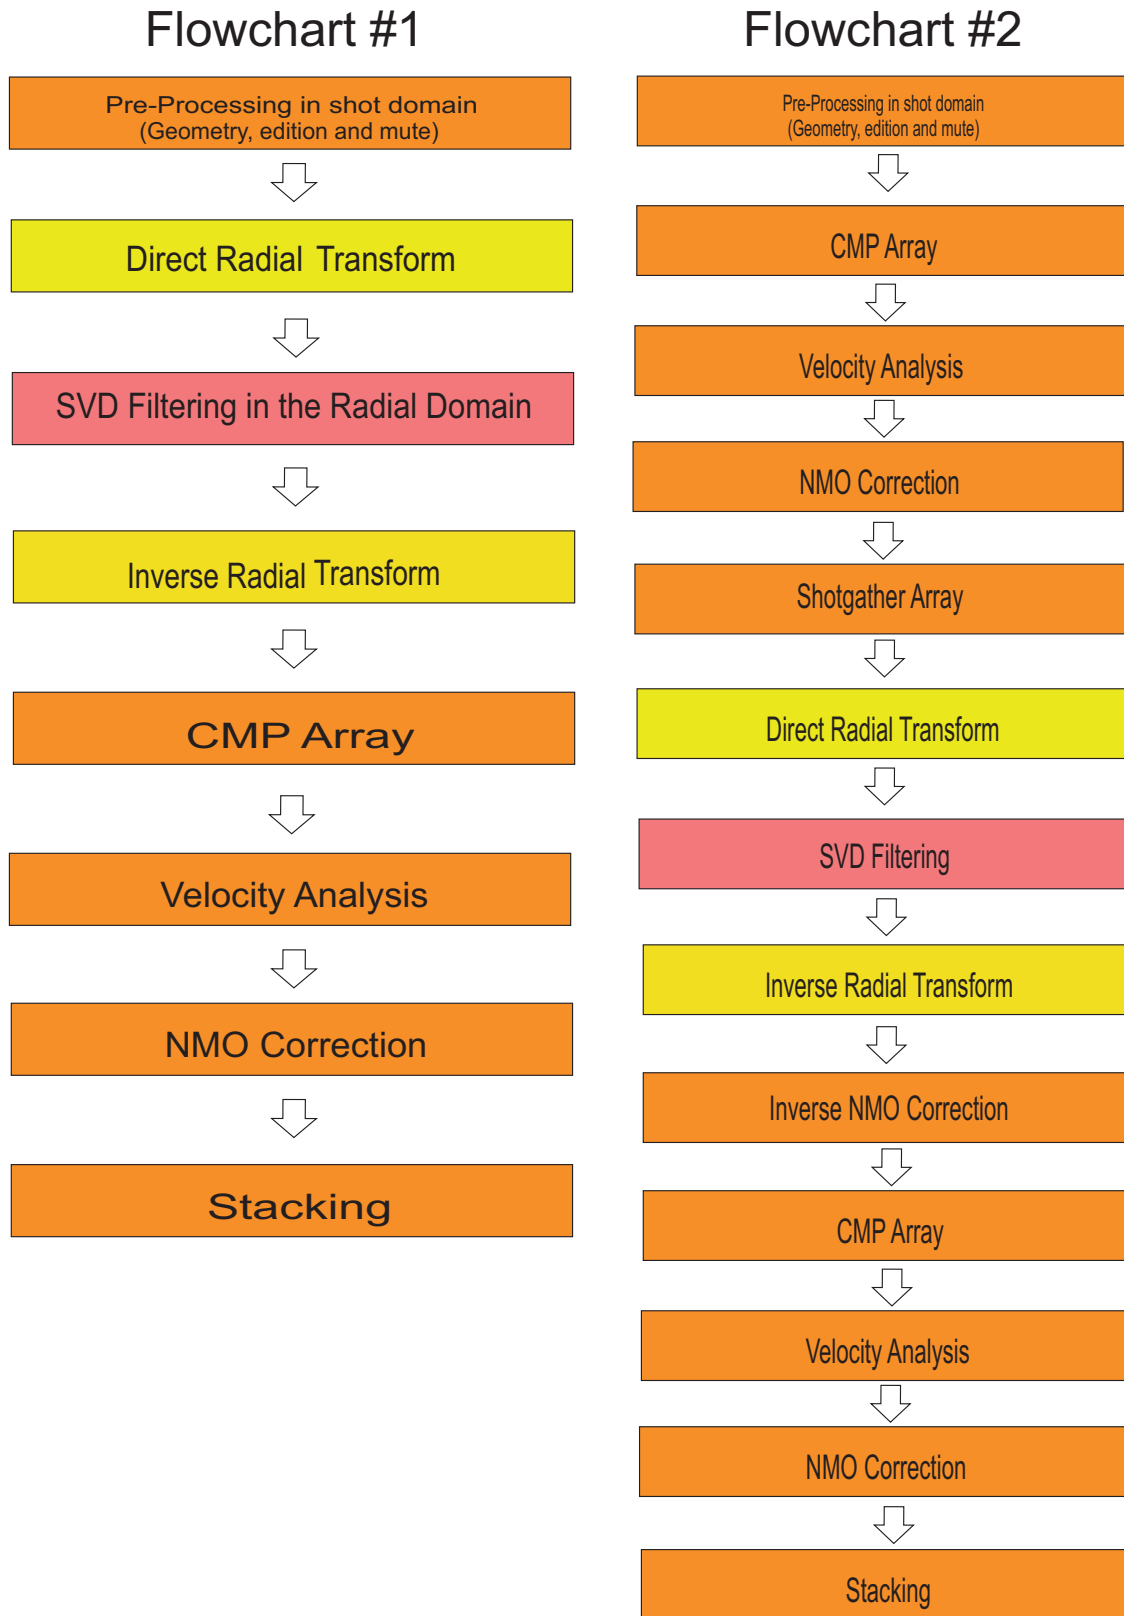 Flowchart #1
Pre-Processing in shot domain
(Geometry, edition and mute)
Direct Radial Transform
SVD Filtering in the Radial Domain
Inverse Radial Transform
CMP Array
Velocity Analysis
NMO Correction
Stacking
Flowchart #2
Pre-Processing in shot domain
(Geometry, edition and mute)
CMP Array
Velocity Analysis
NMO Correction
Shotgather Array
Direct Radial Transform
SVD Filtering
Inverse Radial Transform
Inverse NMO Correction
CMP Array
Velocity Analysis
NMO Correction
Stacking